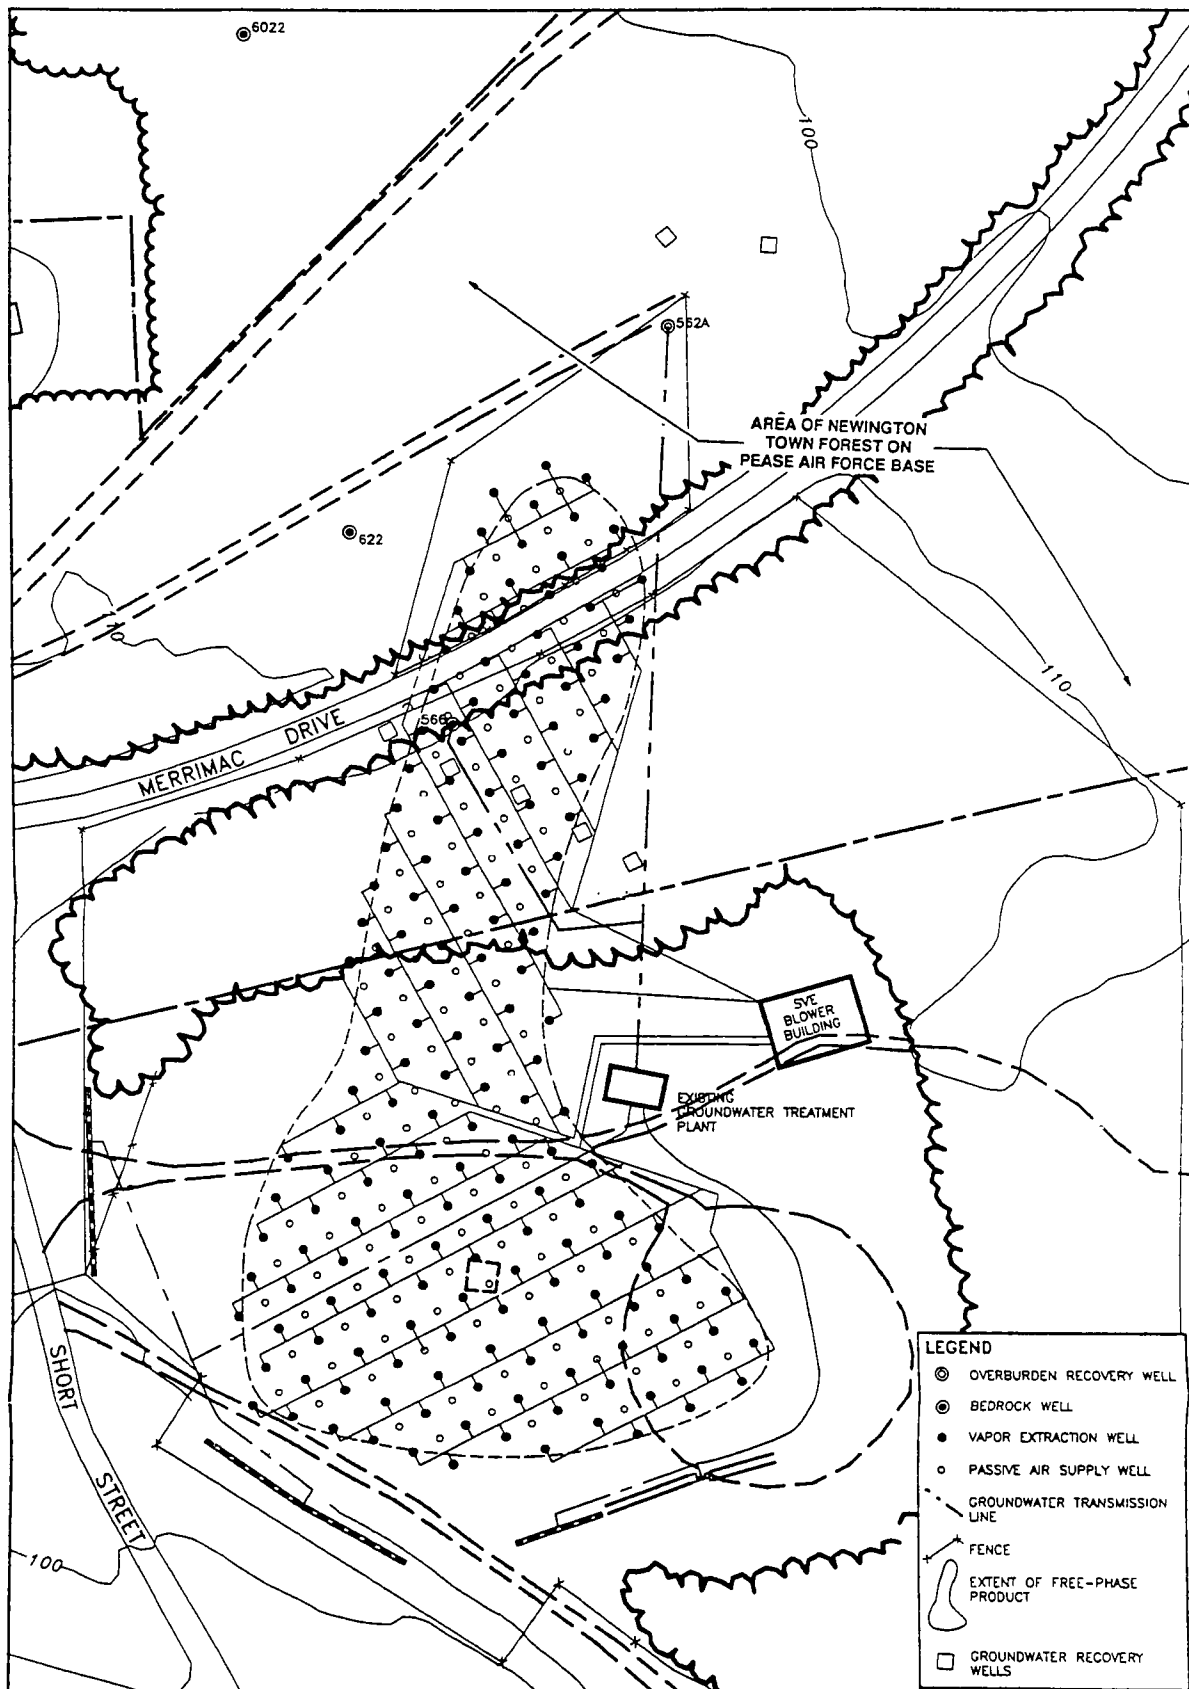 6022
100
562A
AREA OF NEWINGTON
TOWN FOREST ON
PEASE AIR FORCE BASE
622
110
566
MERRIMAC DRIVE
SVE
BLOWER
BUILDING
EXISTING
GROUNDWATER TREATMENT
PLANT
SHORT STREET
100
LEGEND
OVERBURDEN RECOVERY WELL
BEDROCK WELL
VAPOR EXTRACTION WELL
PASSIVE AIR SUPPLY WELL
GROUNDWATER TRANSMISSION
LINE
FENCE
EXTENT OF FREE-PHASE
PRODUCT
GROUNDWATER RECOVERY
WELLS